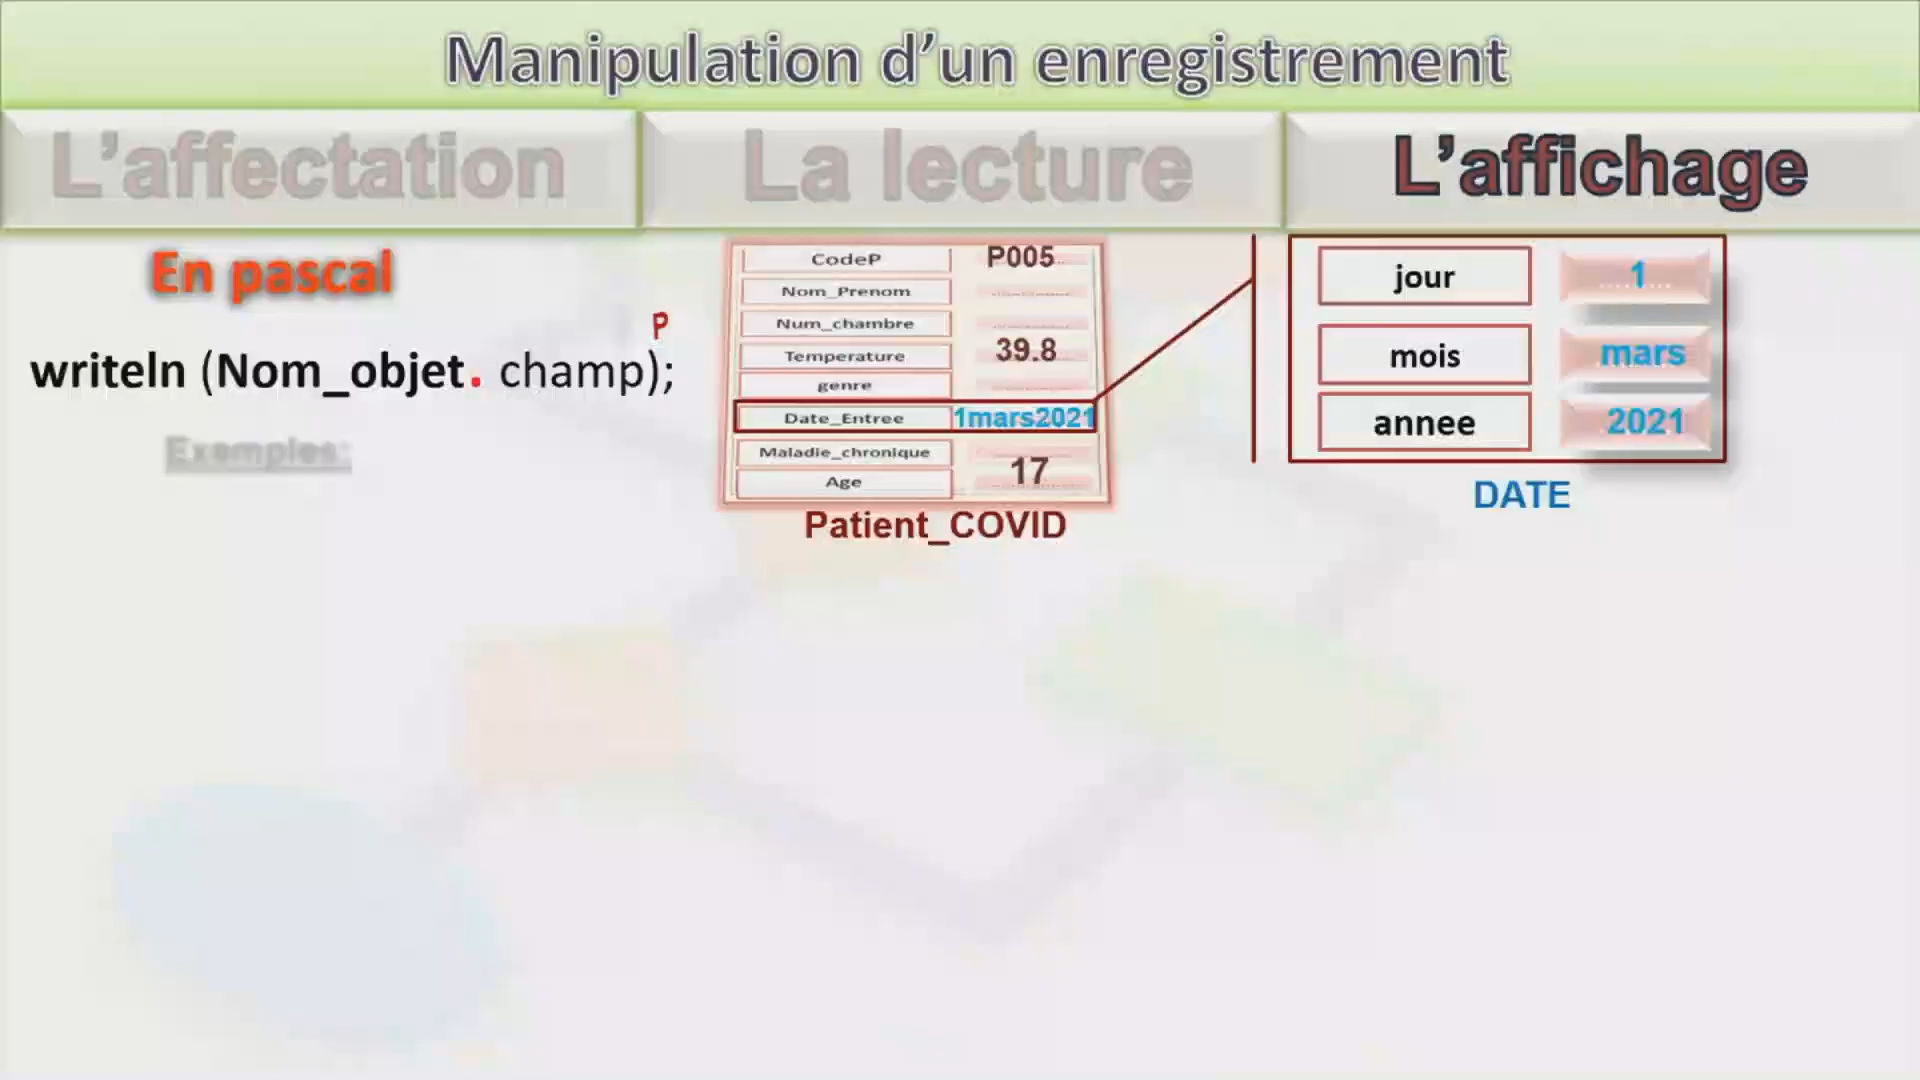 Manipulation d'un enregistrement
L'affectation
La lecture
L'affichage
En pascal
P
writeln (Nom_objet. champ);
Exemples:
CodeP P005
Nom_Prenom
Num_chambre
Temperature 39.8
genre
Date_Entree 1mars2021
Maladie_chronique
Age 17
Patient_COVID
jour 1
mois mars
annee 2021
DATE